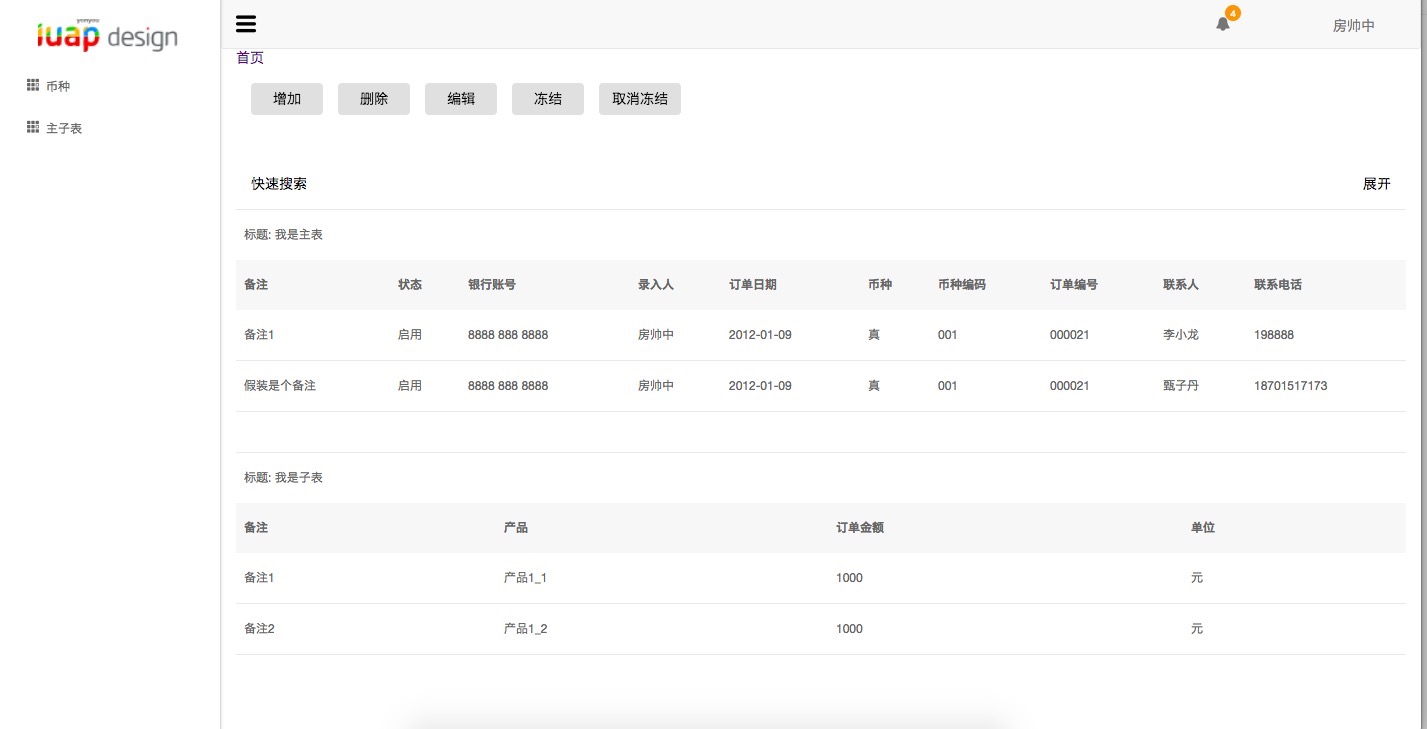 yonyou
iuap design
4
房帅中
币种
主子表
首页
增加 删除 编辑 冻结 取消冻结
快速搜索 展开
标题: 我是主表
备注 状态 银行账号 录入人 订单日期 币种 币种编码 订单编号 联系人 联系电话
备注1 启用 8888 888 8888 房帅中 2012-01-09 真 001 000021 李小龙 198888
假装是个备注 启用 8888 888 8888 房帅中 2012-01-09 真 001 000021 甄子丹 18701517173
标题: 我是子表
备注 产品 订单金额 单位
备注1 产品1_1 1000 元
备注2 产品1_2 1000 元